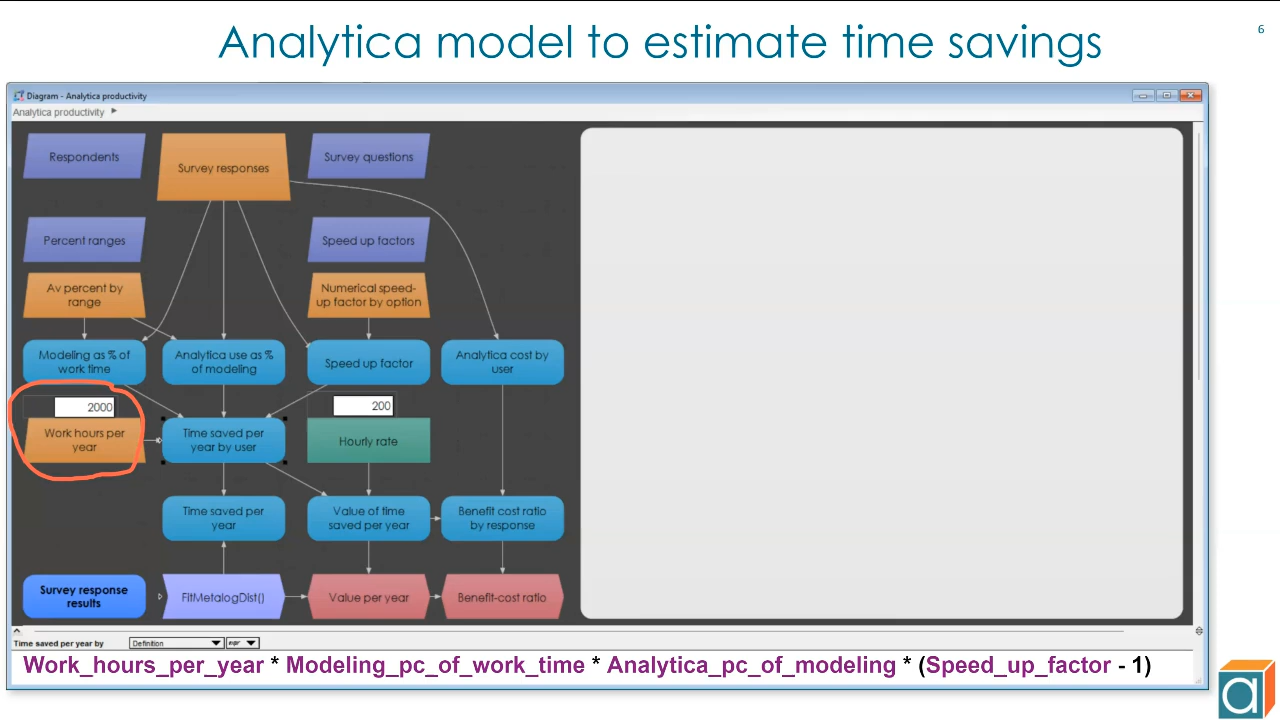 Analytica model to estimate time savings
6
Diagram - Analytica productivity
Analytica productivity
Respondents
Survey responses
Survey questions
Percent ranges
Speed up factors
Av percent by
range
Numerical speed-
up factor by option
Modeling as % of
work time
Analytica use as %
of modeling
Speed up factor
Analytica cost by
user
2000
Work hours per
year
Time saved per
year by user
200
Hourly rate
Time saved per
year
Value of time
saved per year
Benefit cost ratio
by response
Survey response
results
FitMetalogDist()
Value per year
Benefit-cost ratio
Time saved per year by
Definition
expr
Work_hours_per_year * Modeling_pc_of_work_time * Analytica_pc_of_modeling * (Speed_up_factor - 1)
a